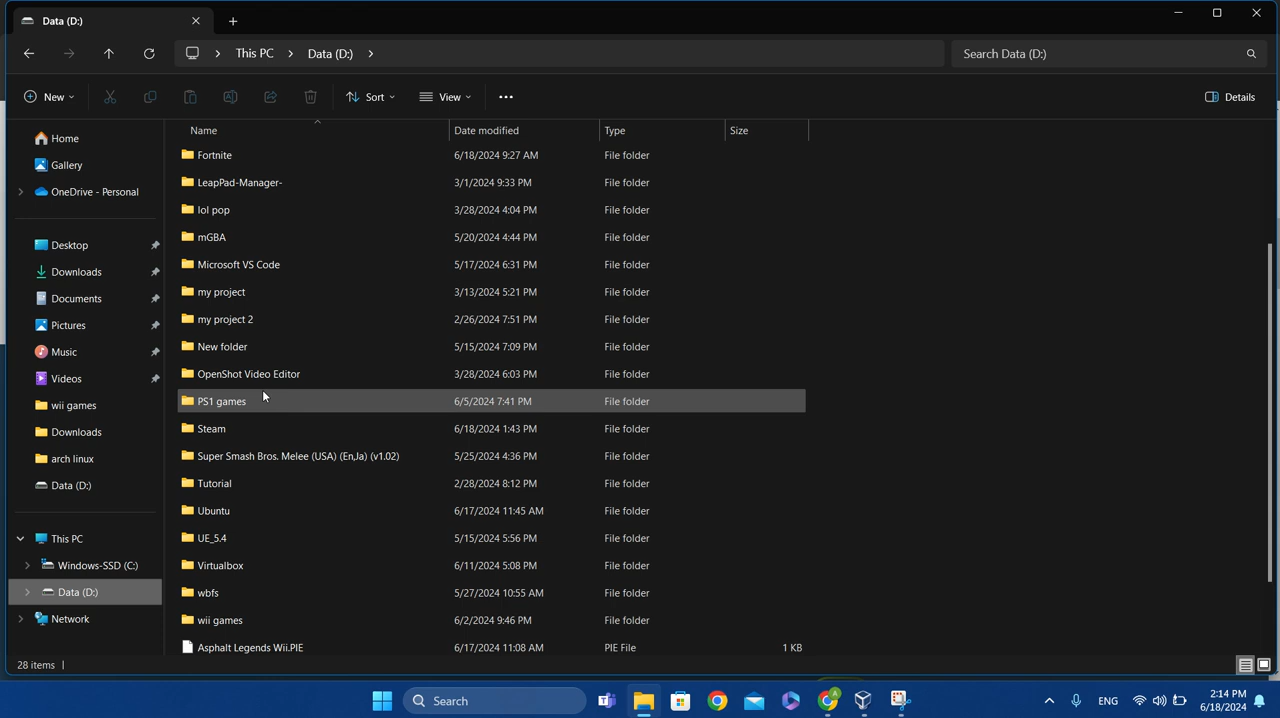 Data (D:)
This PC
Data (D:)
Search Data (D:)
New
Sort
View
Details
Name
Date modified
Type
Size
Home
Gallery
OneDrive - Personal
Desktop
Downloads
Documents
Pictures
Music
Videos
wii games
Downloads
arch linux
Data (D:)
This PC
Windows-SSD (C:)
Data (D:)
Network
Fortnite 6/18/2024 9:27 AM File folder
LeapPad-Manager- 3/1/2024 9:33 PM File folder
lol pop 3/28/2024 4:04 PM File folder
mGBA 5/20/2024 4:44 PM File folder
Microsoft VS Code 5/17/2024 6:31 PM File folder
my project 3/13/2024 5:21 PM File folder
my project 2 2/26/2024 7:51 PM File folder
New folder 5/15/2024 7:09 PM File folder
OpenShot Video Editor 3/28/2024 6:03 PM File folder
PS1 games 6/5/2024 7:41 PM File folder
Steam 6/18/2024 1:43 PM File folder
Super Smash Bros. Melee (USA) (En,Ja) (v1.02) 5/25/2024 4:36 PM File folder
Tutorial 2/28/2024 8:12 PM File folder
Ubuntu 6/17/2024 11:45 AM File folder
UE_5.4 5/15/2024 5:56 PM File folder
Virtualbox 6/11/2024 5:08 PM File folder
wbfs 5/27/2024 10:55 AM File folder
wii games 6/2/2024 9:46 PM File folder
Asphalt Legends Wii.PIE 6/17/2024 11:08 AM PIE File 1 KB
28 items
Search
ENG
2:14 PM
6/18/2024